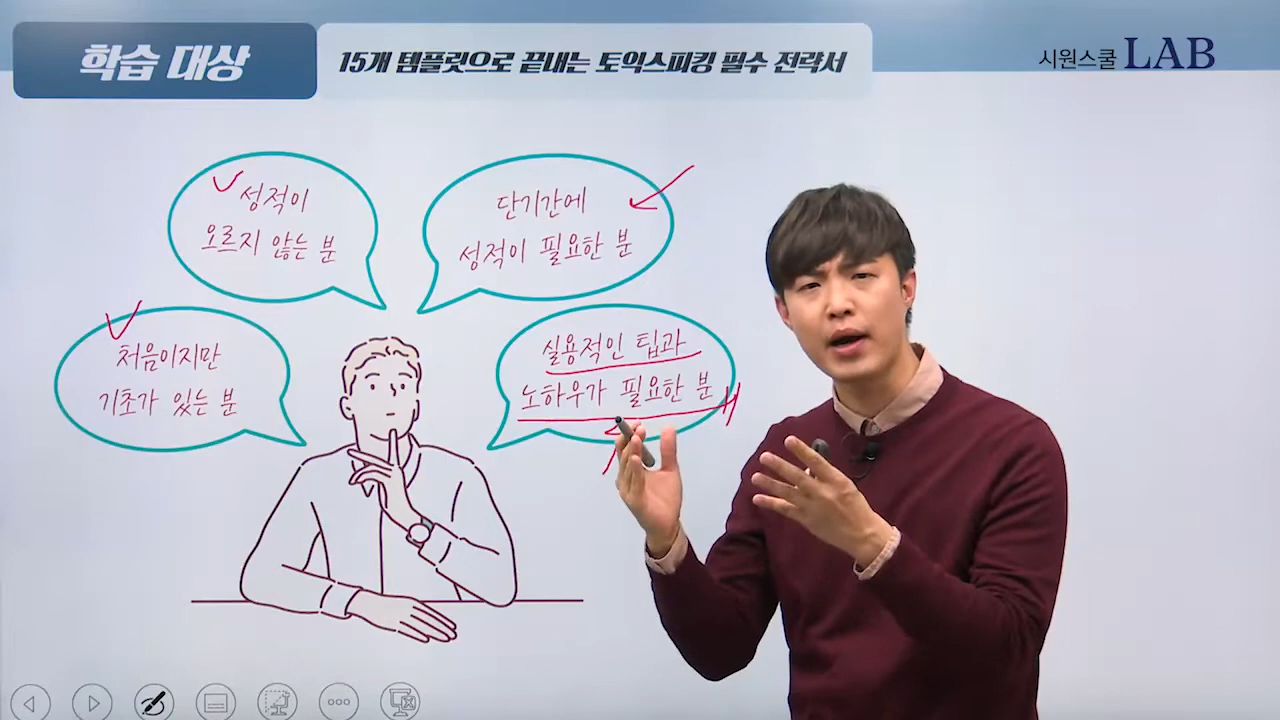 학습 대상
15개 템플릿으로 끝내는 토익스피킹 필수 전략서
시원스쿨 LAB
성적이
오르지 않는 분
단기간에
성적이 필요한 분
처음이지만
기초가 있는 분
실용적인 팁과
노하우가 필요한 분